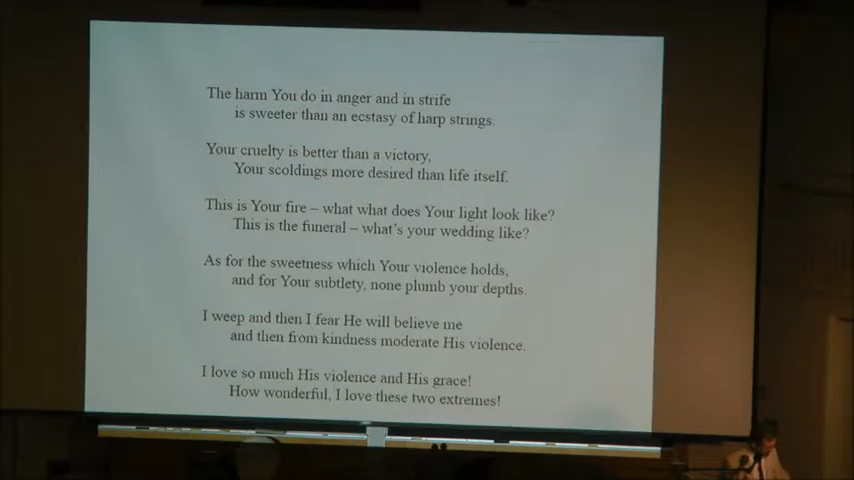 The harm You do in anger and in strife
is sweeter than an ecstasy of harp strings.
Your cruelty is better than a victory,
Your scoldings more desired than life itself.
This is Your fire – what what does Your light look like?
This is the funeral – what's your wedding like?
As for the sweetness which Your violence holds,
and for Your subtlety, none plumb your depths.
I weep and then I fear He will believe me
and then from kindness moderate His violence.
I love so much His violence and His grace!
How wonderful, I love these two extremes!